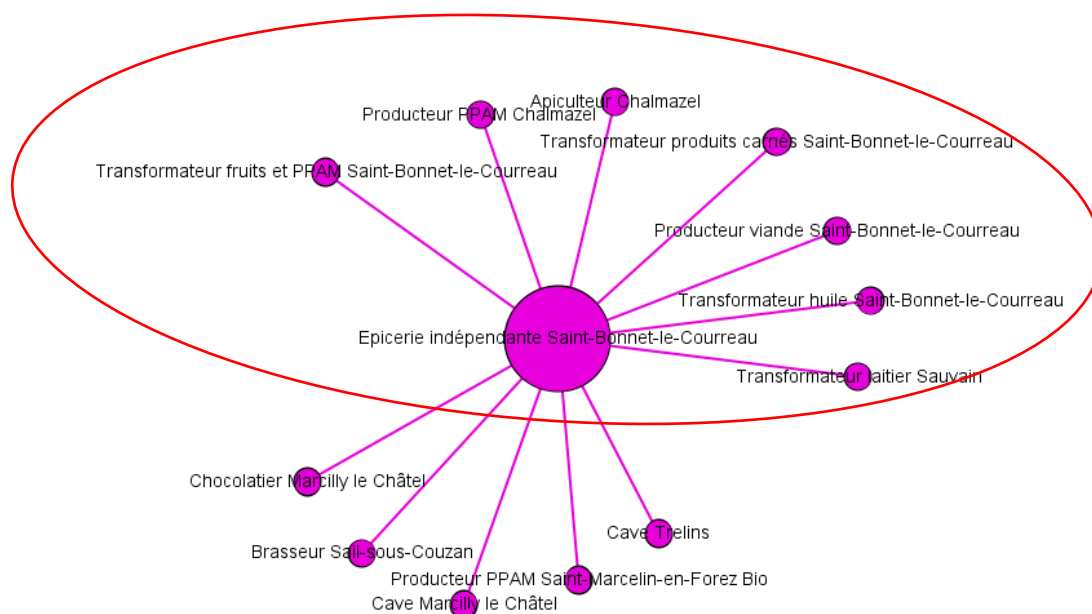 Apiculteur Chalmazel
Producteur PPAM Chalmazel
Transformateur produits carnés Saint-Bonnet-le-Courreau
Transformateur fruits et PPAM Saint-Bonnet-le-Courreau
Producteur viande Saint-Bonnet-le-Courreau
Transformateur huile Saint-Bonnet-le-Courreau
Epicerie indépendante Saint-Bonnet-le-Courreau
Transformateur laitier Sauvain
Chocolatier Marcilly le Châtel
Cave Trelins
Brasseur Sail-sous-Couzan
Producteur PPAM Saint-Marcelin-en-Forez Bio
Cave Marcilly le Châtel